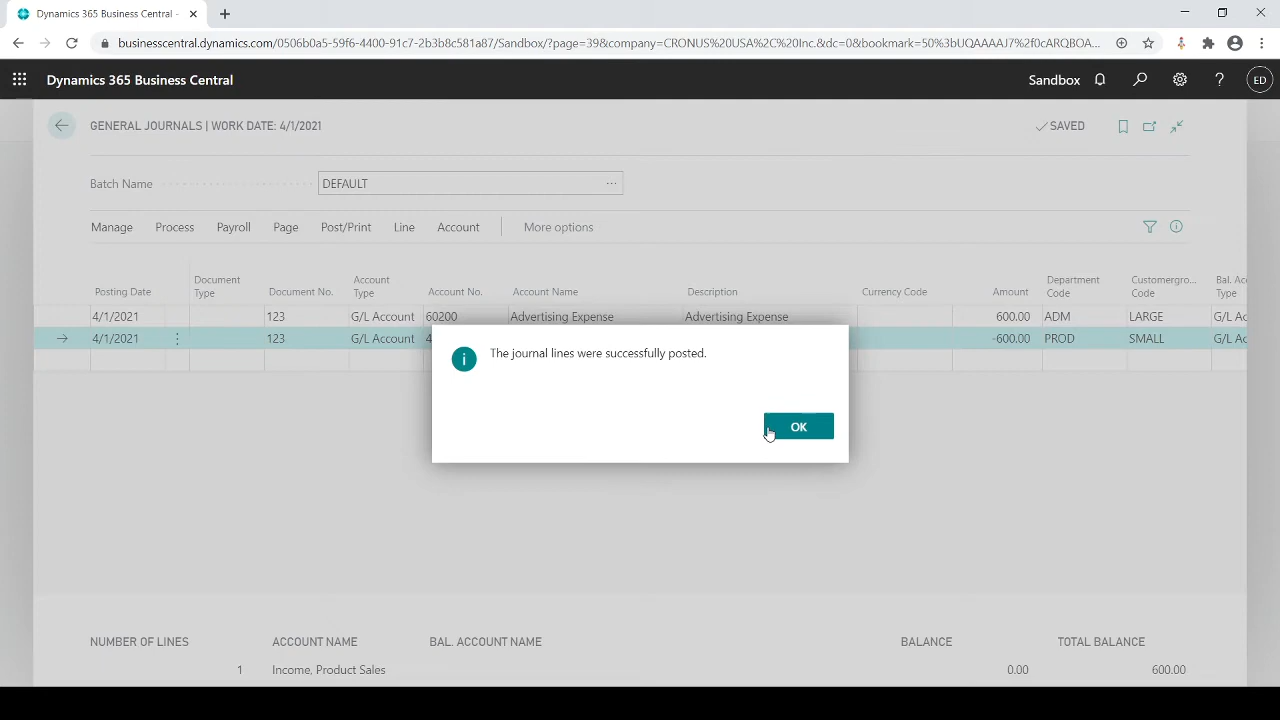 Dynamics 365 Business Central -
businesscentral.dynamics.com/0506b0a5-59f6-4400-91c7-2b3b8c581a87/Sandbox/?page=39&company=CRONUS%20USA%2C%20Inc.&dc=0&bookmark=50%3bUQAAAAJ7%2f0cARQBOA...
Dynamics 365 Business Central
Sandbox
ED
GENERAL JOURNALS | WORK DATE: 4/1/2021
SAVED
Batch Name
DEFAULT
Manage Process Payroll Page Post/Print Line Account More options
Posting Date Document Type Document No. Account Type Account No. Account Name Description Currency Code Amount Department Code Customergro... Code Bal. Acc Type
4/1/2021 123 G/L Account 60200 Advertising Expense Advertising Expense 600.00 ADM LARGE G/L Ac
4/1/2021 123 G/L Account 4 -600.00 PROD SMALL G/L Ac
The journal lines were successfully posted.
OK
NUMBER OF LINES ACCOUNT NAME BAL. ACCOUNT NAME BALANCE TOTAL BALANCE
1 Income, Product Sales 0.00 600.00